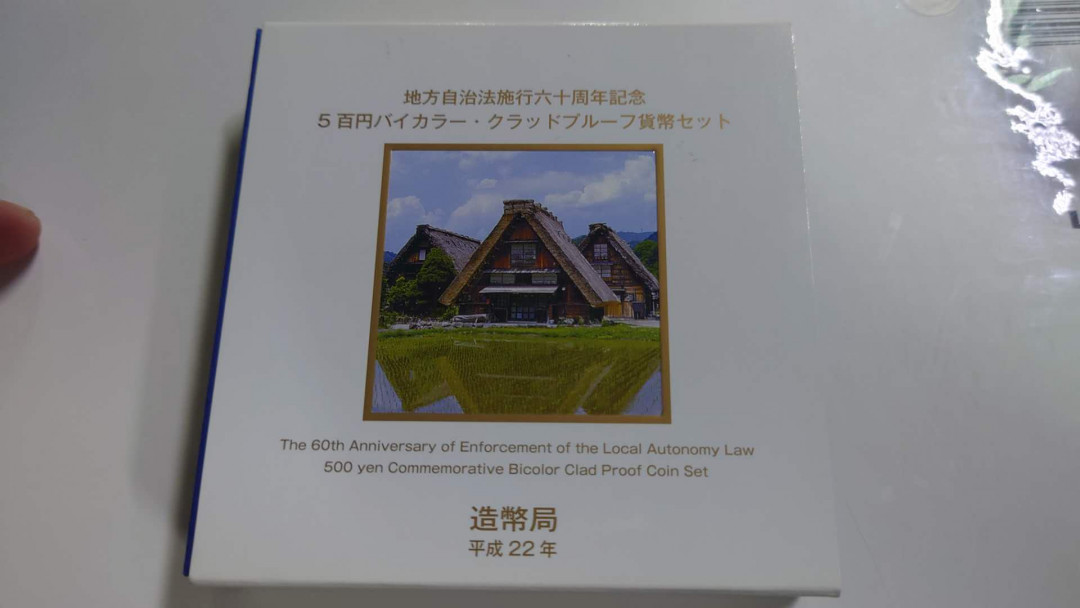 地方自治法施行六十周年記念
5百円バイカラー・クラッドプルーフ貨幣セット
The 60th Anniversary of Enforcement of the Local Autonomy Law
500 yen Commemorative Bicolor Clad Proof Coin Set
造幣局
平成22年